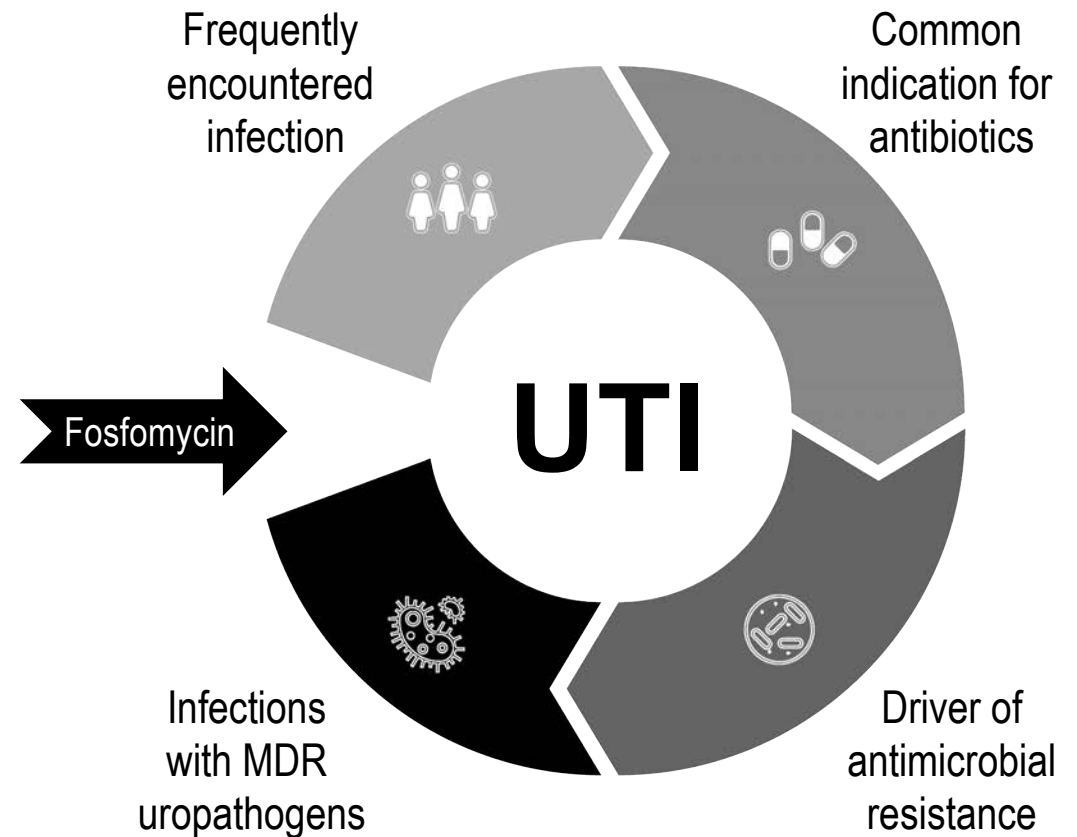 Frequently
encountered
infection
Common
indication for
antibiotics
Fosfomycin
UTI
Infections
with MDR
uropathogens
Driver of
antimicrobial
resistance